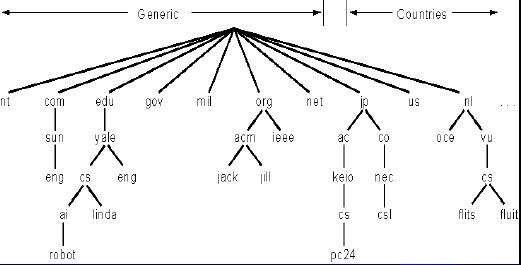 Generic Countries
nt com edu gov mil org net jp us nl ...
sun yale acm ieee ac co oce vu
eng cs eng jack jill keio nec cs
ai linda cs csl flits fluit
robot pc24